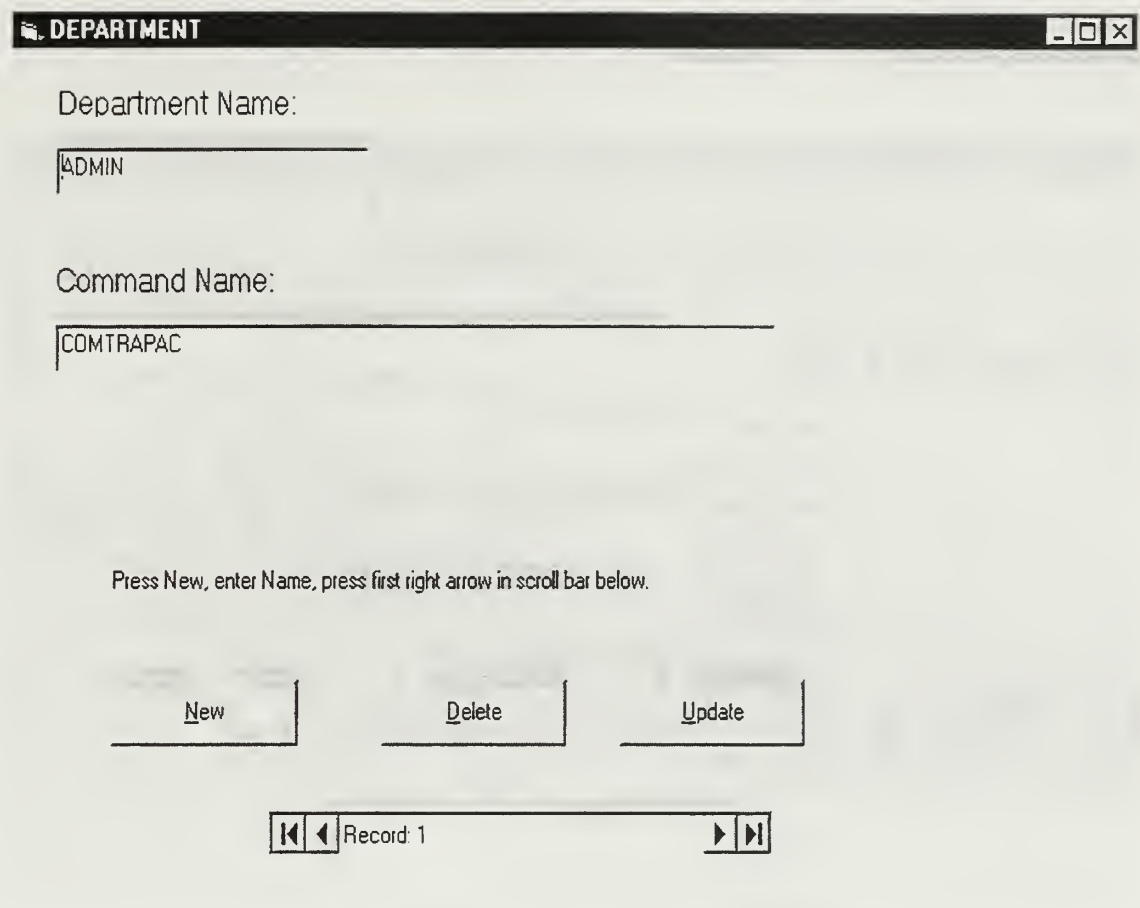 DEPARTMENT
Department Name:
ADMIN
Command Name:
COMTRAPAC
Press New, enter Name, press first right arrow in scroll bar below.
New Delete Update
Record: 1